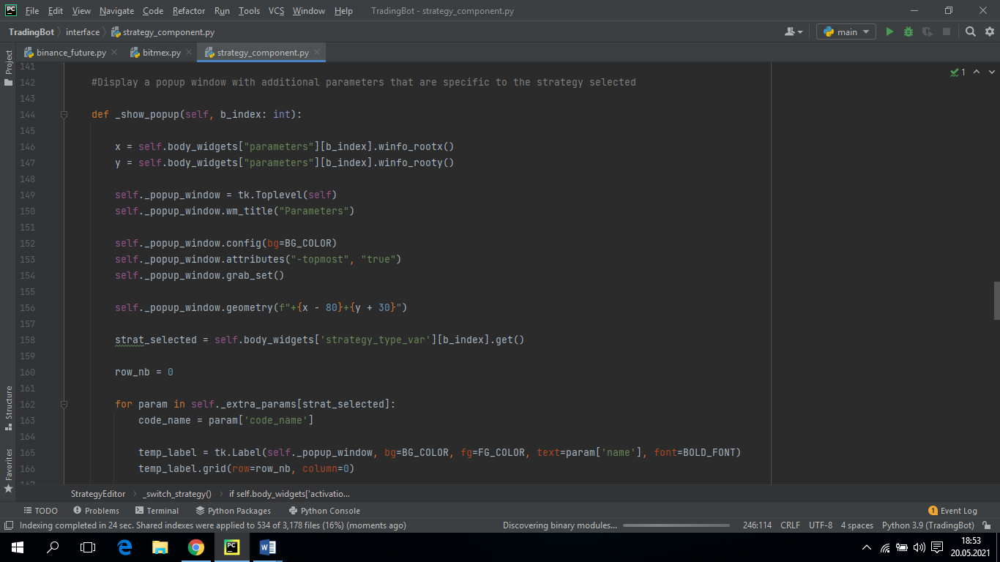 PC File Edit View Navigate Code Refactor Run Tools VCS Window Help TradingBot - strategy_component.py
TradingBot interface strategy_component.py main
binance_future.py bitmex.py strategy_component.py
Project
141
142 #Display a popup window with additional parameters that are specific to the strategy selected 1
143
144 def _show_popup(self, b_index: int):
145
146 x = self.body_widgets["parameters"][b_index].winfo_rootx()
147 y = self.body_widgets["parameters"][b_index].winfo_rooty()
148
149 self._popup_window = tk.Toplevel(self)
150 self._popup_window.wm_title("Parameters")
151
152 self._popup_window.config(bg=BG_COLOR)
153 self._popup_window.attributes("-topmost", "true")
154 self._popup_window.grab_set()
155
156 self._popup_window.geometry(f"+{x - 80}+{y + 30}")
157
158 strat_selected = self.body_widgets['strategy_type_var'][b_index].get()
159
160 row_nb = 0
161
162 for param in self._extra_params[strat_selected]:
163 code_name = param['code_name']
164
165 temp_label = tk.Label(self._popup_window, bg=BG_COLOR, fg=FG_COLOR, text=param['name'], font=BOLD_FONT)
166 temp_label.grid(row=row_nb, column=0)
167
Structure
Favorites
StrategyEditor _switch_strategy() if self.body_widgets['activatio...
TODO Problems Terminal Python Packages Python Console 1 Event Log
Indexing completed in 24 sec. Shared indexes were applied to 534 of 3,178 files (16%) (moments ago) Discovering binary modules... 246:114 CRLF UTF-8 4 spaces Python 3.9 (TradingBot)
PC W 18:53
20.05.2021